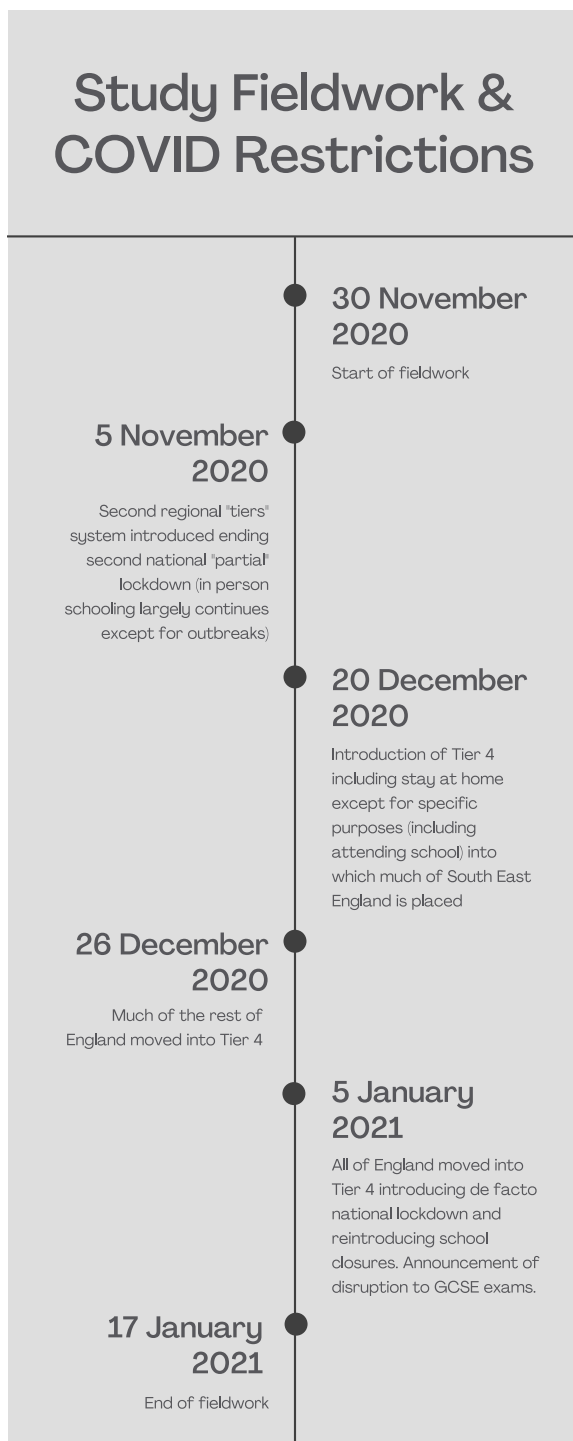 Study Fieldwork &
COVID Restrictions
30 November
2020
Start of fieldwork
5 November
2020
Second regional "tiers"
system introduced ending
second national "partial"
lockdown (in person
schooling largely continues
except for outbreaks)
20 December
2020
Introduction of Tier 4
including stay at home
except for specific
purposes (including
attending school) into
which much of South East
England is placed
26 December
2020
Much of the rest of
England moved into Tier 4
5 January
2021
All of England moved into
Tier 4 introducing de facto
national lockdown and
reintroducing school
closures. Announcement of
disruption to GCSE exams.
17 January
2021
End of fieldwork